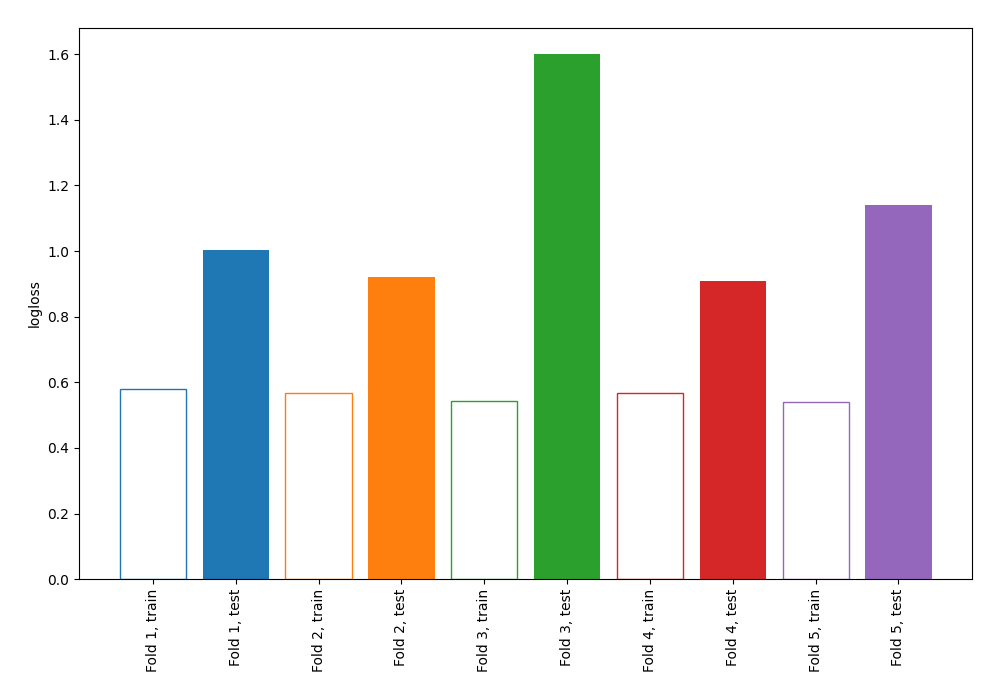 1.6
1.4
1.2
1.0
0.8
0.6
0.4
0.2
0.0
logloss
Fold 1, train
Fold 1, test
Fold 2, train
Fold 2, test
Fold 3, train
Fold 3, test
Fold 4, train
Fold 4, test
Fold 5, train
Fold 5, test